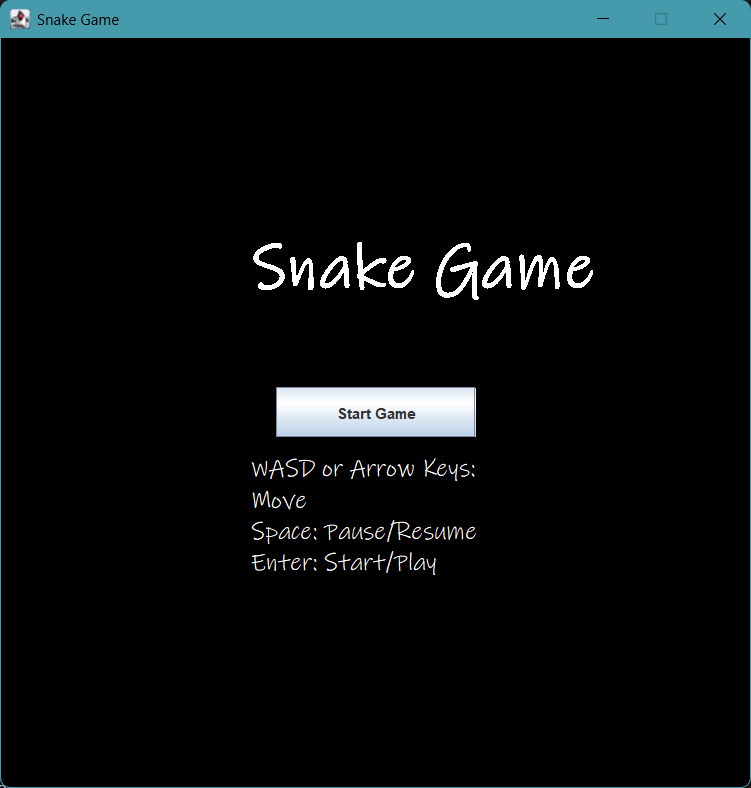 Snake Game
Snake Game
Start Game
WASD or Arrow Keys:
Move
Space: Pause/Resume
Enter: Start/Play